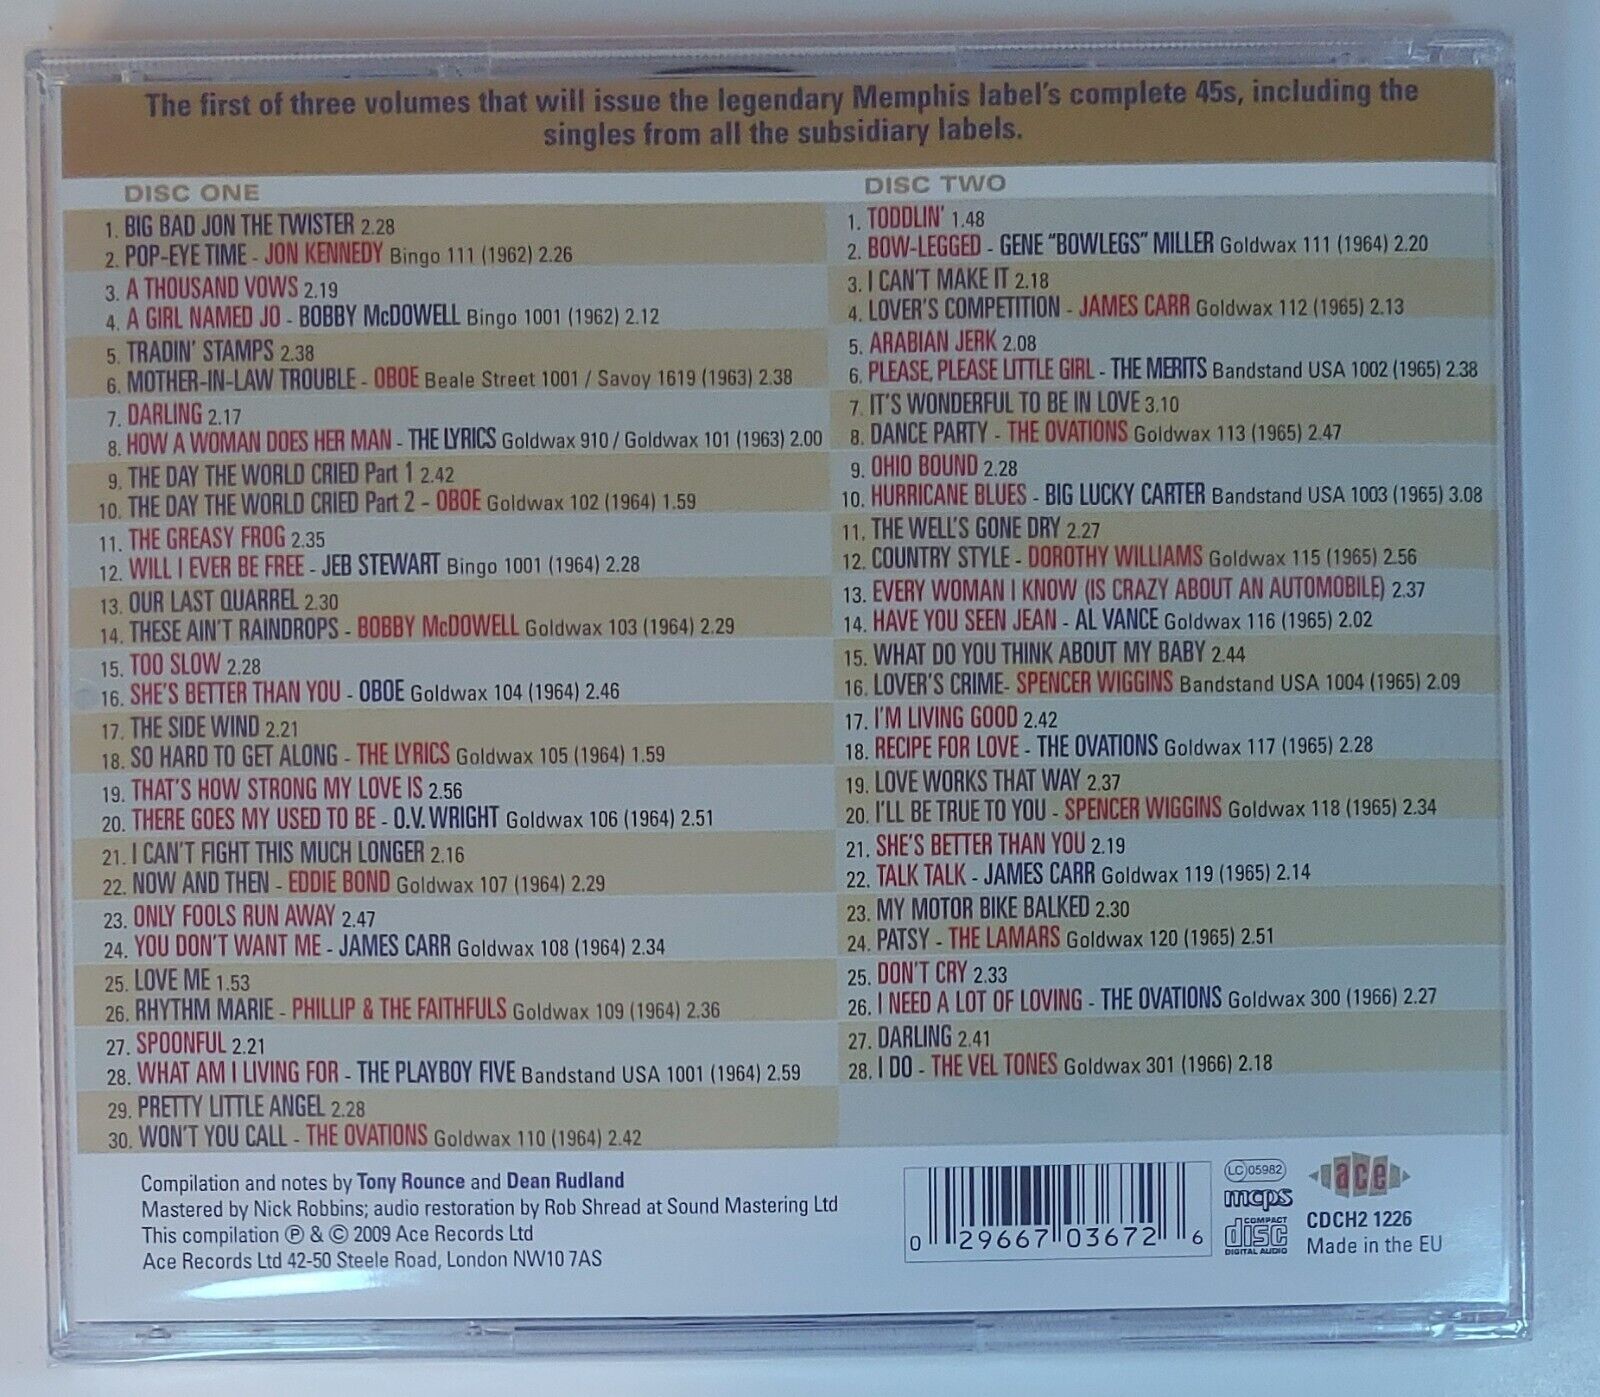 The first of three volumes that will issue the legendary Memphis label's complete 45s, including the
singles from all the subsidiary labels.
DISC ONE
1. BIG BAD JON THE TWISTER 2.28
2. POP-EYE TIME - JON KENNEDY Bingo 111 (1962) 2.26
3. A THOUSAND VOWS 2.19
4. A GIRL NAMED JO - BOBBY McDOWELL Bingo 1001 (1962) 2.12
5. TRADIN' STAMPS 2.38
6. MOTHER-IN-LAW TROUBLE - OBOE Beale Street 1001 / Savoy 1619 (1963) 2.38
7. DARLING 2.17
8. HOW A WOMAN DOES HER MAN - THE LYRICS Goldwax 910 / Goldwax 101 (1963) 2.00
9. THE DAY THE WORLD CRIED Part 1 2.42
10. THE DAY THE WORLD CRIED Part 2 - OBOE Goldwax 102 (1964) 1.59
11. THE GREASY FROG 2.35
12. WILL I EVER BE FREE - JEB STEWART Bingo 1001 (1964) 2.28
13. OUR LAST QUARREL 2.30
14. THESE AIN'T RAINDROPS - BOBBY McDOWELL Goldwax 103 (1964) 2.29
15. TOO SLOW 2.28
16. SHE'S BETTER THAN YOU - OBOE Goldwax 104 (1964) 2.46
17. THE SIDE WIND 2.21
18. SO HARD TO GET ALONG - THE LYRICS Goldwax 105 (1964) 1.59
19. THAT'S HOW STRONG MY LOVE IS 2.56
20. THERE GOES MY USED TO BE - O.V. WRIGHT Goldwax 106 (1964) 2.51
21. I CAN'T FIGHT THIS MUCH LONGER 2.16
22. NOW AND THEN - EDDIE BOND Goldwax 107 (1964) 2.29
23. ONLY FOOLS RUN AWAY 2.47
24. YOU DON'T WANT ME - JAMES CARR Goldwax 108 (1964) 2.34
25. LOVE ME 1.53
26. RHYTHM MARIE - PHILLIP & THE FAITHFULS Goldwax 109 (1964) 2.36
27. SPOONFUL 2.21
28. WHAT AM I LIVING FOR - THE PLAYBOY FIVE Bandstand USA 1001 (1964) 2.59
29. PRETTY LITTLE ANGEL 2.28
30. WON'T YOU CALL - THE OVATIONS Goldwax 110 (1964) 2.42
DISC TWO
1. TODDLIN' 1.48
2. BOW-LEGGED - GENE "BOWLEGS" MILLER Goldwax 111 (1964) 2.20
3. I CAN'T MAKE IT 2.18
4. LOVER'S COMPETITION - JAMES CARR Goldwax 112 (1965) 2.13
5. ARABIAN JERK 2.08
6. PLEASE, PLEASE LITTLE GIRL - THE MERITS Bandstand USA 1002 (1965) 2.38
7. IT'S WONDERFUL TO BE IN LOVE 3.10
8. DANCE PARTY - THE OVATIONS Goldwax 113 (1965) 2.47
9. OHIO BOUND 2.28
10. HURRICANE BLUES - BIG LUCKY CARTER Bandstand USA 1003 (1965) 3.08
11. THE WELL'S GONE DRY 2.27
12. COUNTRY STYLE - DOROTHY WILLIAMS Goldwax 115 (1965) 2.56
13. EVERY WOMAN I KNOW (IS CRAZY ABOUT AN AUTOMOBILE) 2.37
14. HAVE YOU SEEN JEAN - AL VANCE Goldwax 116 (1965) 2.02
15. WHAT DO YOU THINK ABOUT MY BABY 2.44
16. LOVER'S CRIME- SPENCER WIGGINS Bandstand USA 1004 (1965) 2.09
17. I'M LIVING GOOD 2.42
18. RECIPE FOR LOVE - THE OVATIONS Goldwax 117 (1965) 2.28
19. LOVE WORKS THAT WAY 2.37
20. I'LL BE TRUE TO YOU - SPENCER WIGGINS Goldwax 118 (1965) 2.34
21. SHE'S BETTER THAN YOU 2.19
22. TALK TALK - JAMES CARR Goldwax 119 (1965) 2.14
23. MY MOTOR BIKE BALKED 2.30
24. PATSY - THE LAMARS Goldwax 120 (1965) 2.51
25. DON'T CRY 2.33
26. I NEED A LOT OF LOVING - THE OVATIONS Goldwax 300 (1966) 2.27
27. DARLING 2.41
28. I DO - THE VEL TONES Goldwax 301 (1966) 2.18
Compilation and notes by Tony Rounce and Dean Rudland
Mastered by Nick Robbins; audio restoration by Rob Shread at Sound Mastering Ltd
This compilation ℗ & © 2009 Ace Records Ltd
Ace Records Ltd 42-50 Steele Road, London NW10 7AS
0 29667 03672 6
LC 05982
mcps
COMPACT
disc
DIGITAL AUDIO
ace
CDCH2 1226
Made in the EU